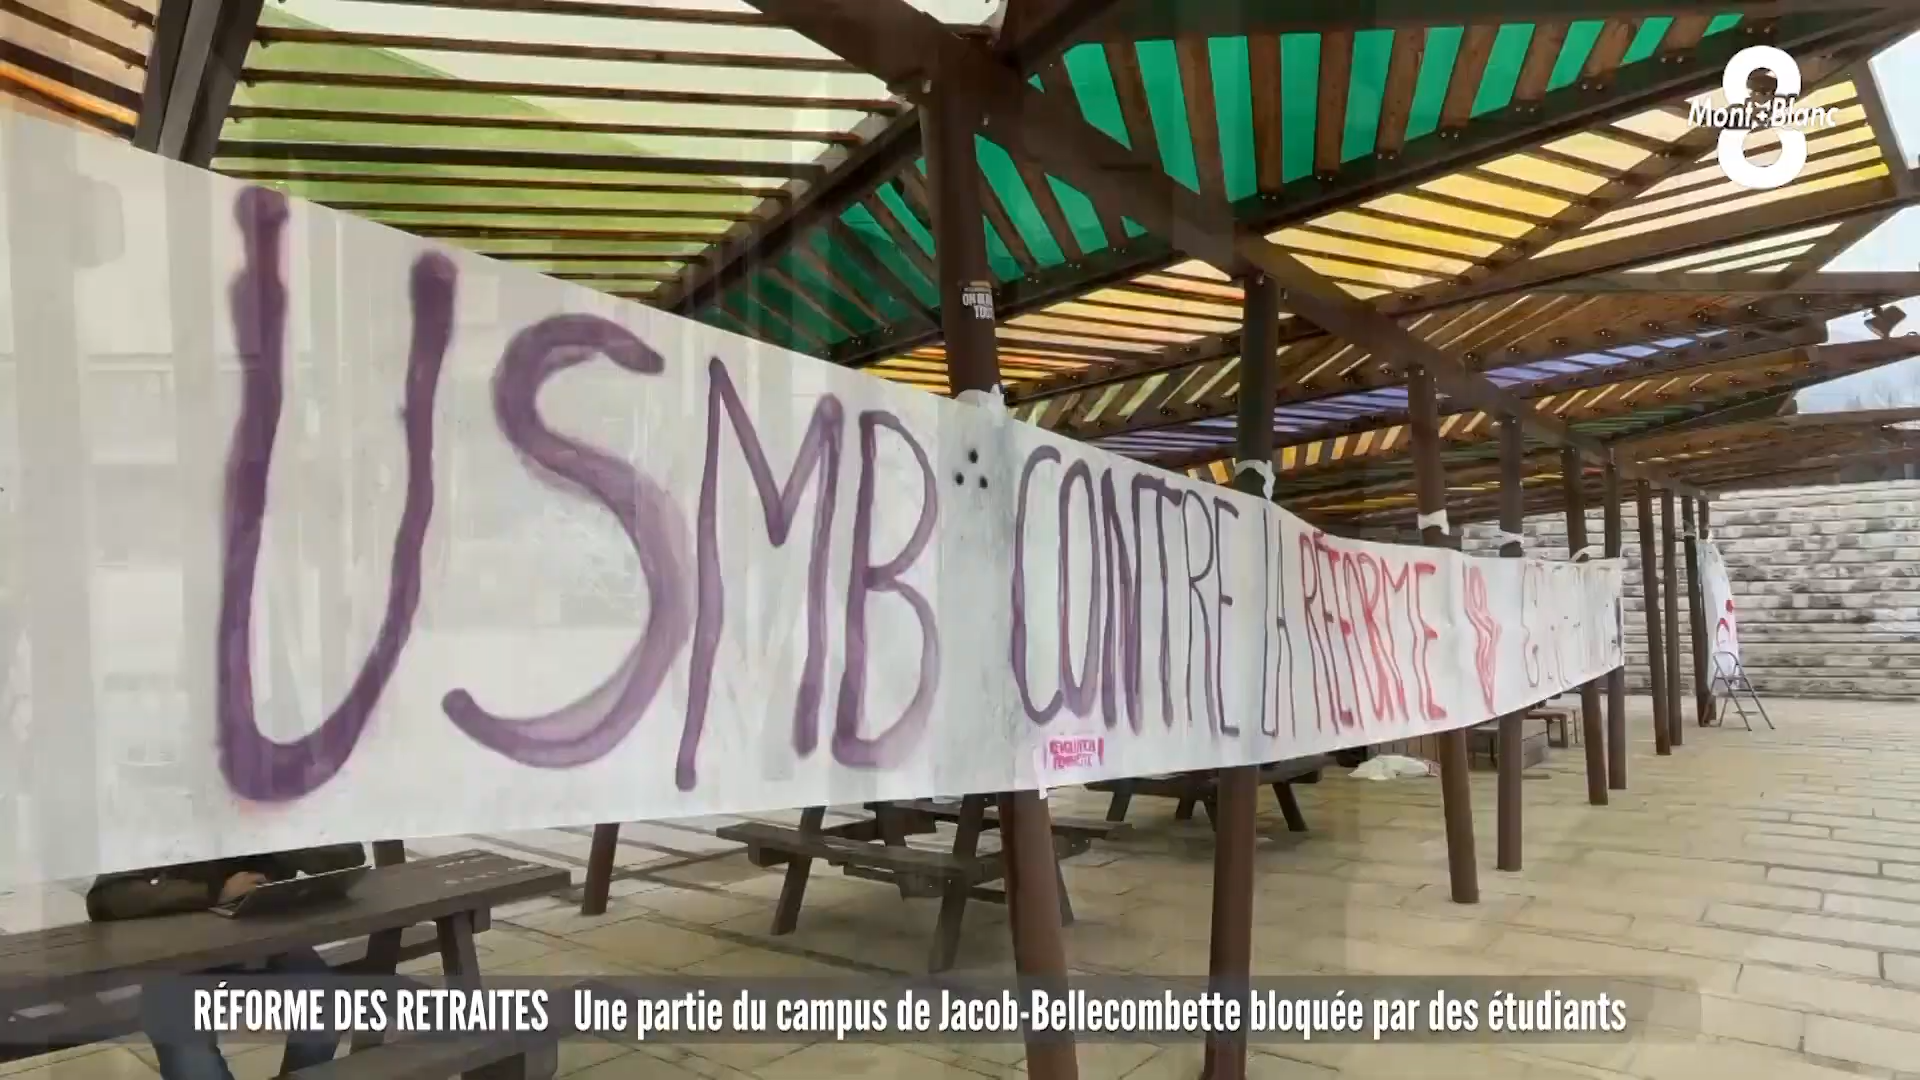 8
Mont-Blanc
USMB CONTRE LA RÉFORME
RÉFORME DES RETRAITES Une partie du campus de Jacob-Bellecombette bloquée par des étudiants